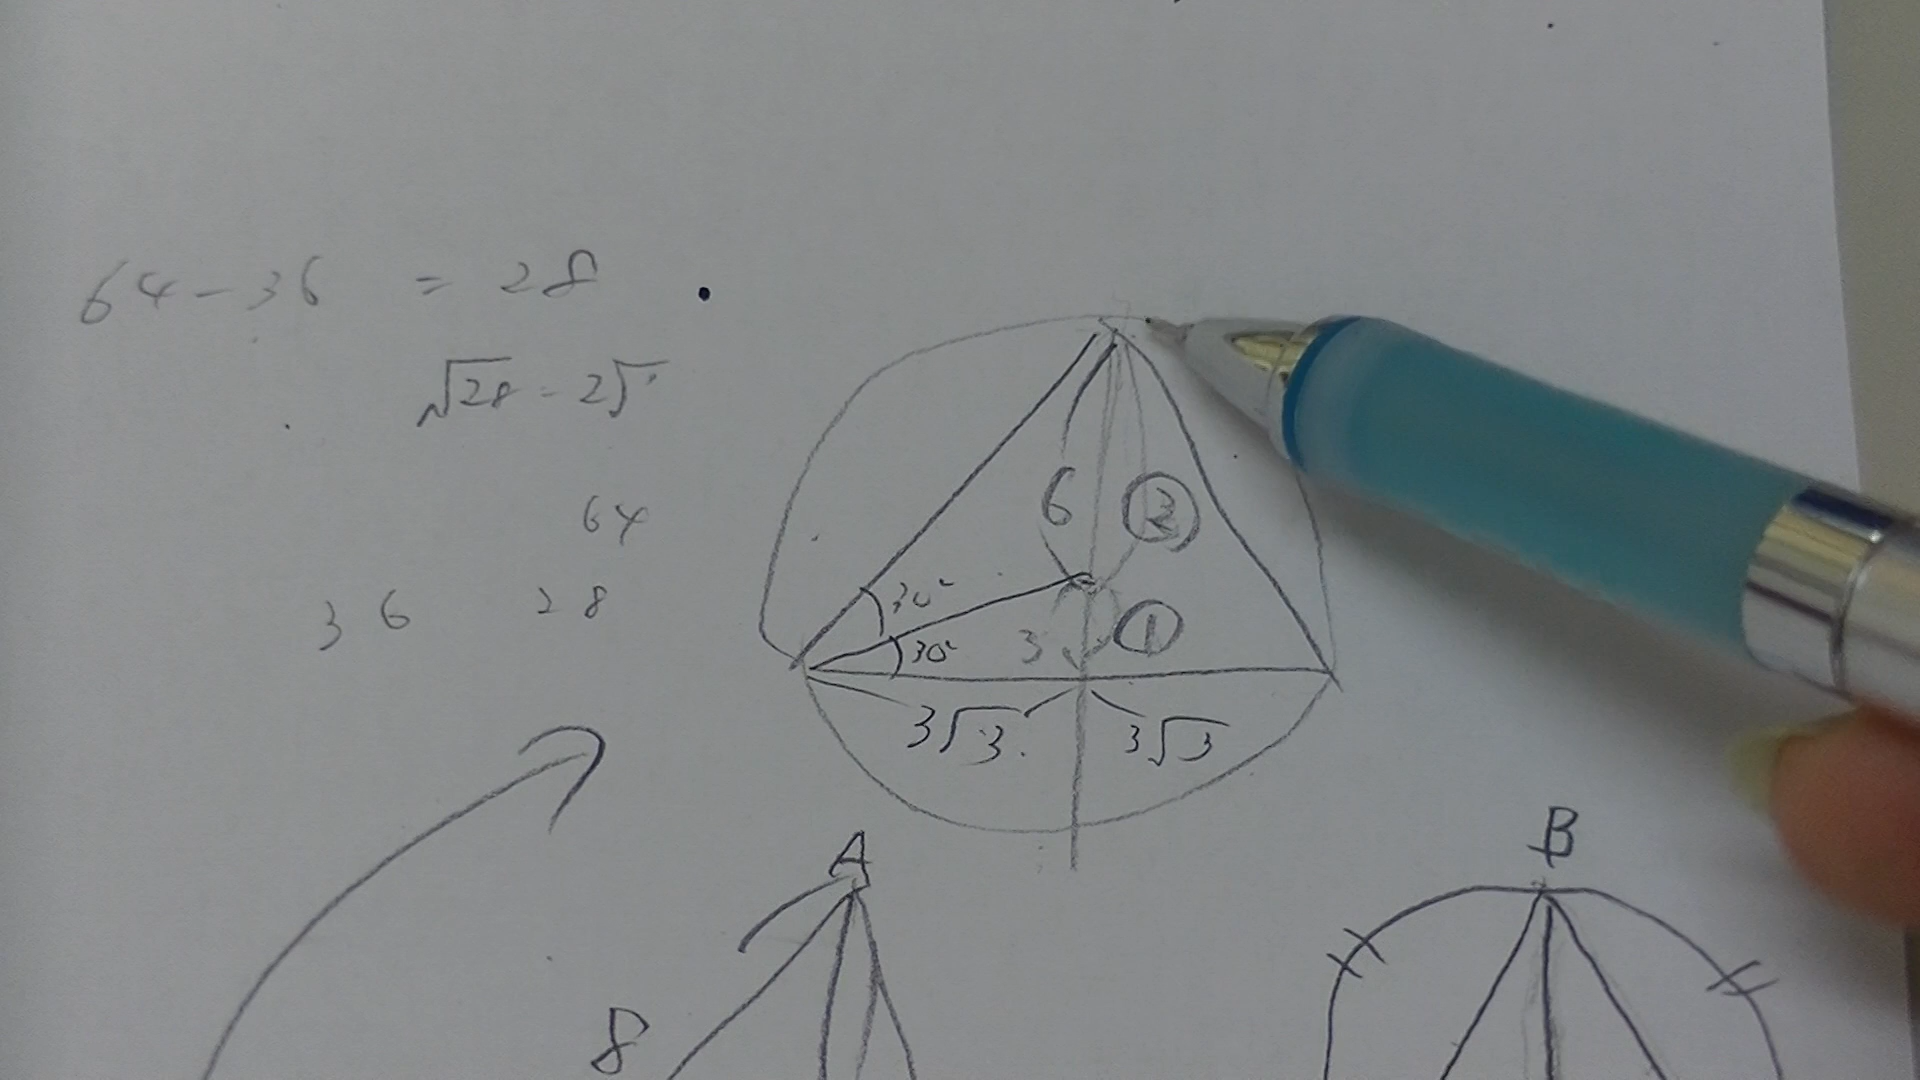 64-36 = 28
√28 = 2√
64
36 28
6 ②
30°
30° 3 ①
3√3 3√3
A
B
8